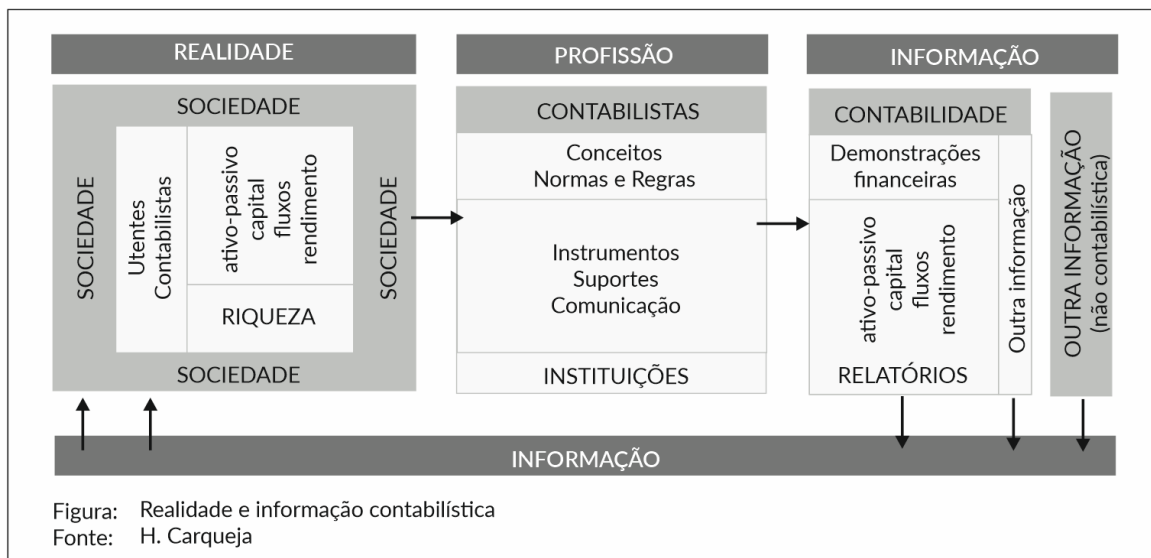 REALIDADE
SOCIEDADE
SOCIEDADE
Utentes
Contabilistas
ativo-passivo
capital
fluxos
rendimento
RIQUEZA
SOCIEDADE
SOCIEDADE
PROFISSÃO
CONTABILISTAS
Conceitos
Normas e Regras
Instrumentos
Suportes
Comunicação
INSTITUIÇÕES
INFORMAÇÃO
CONTABILIDADE
Demonstrações
financeiras
ativo-passivo
capital
fluxos
rendimento
RELATÓRIOS
Outra informação
OUTRA INFORMAÇÃO
(não contabilística)
INFORMAÇÃO
Figura: Realidade e informação contabilística
Fonte: H. Carqueja